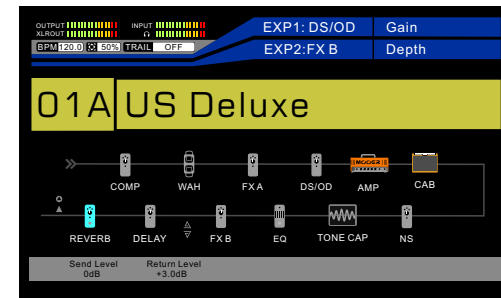 OUTPUT INPUT EXP1: DS/OD Gain
XLROUT
BPM 120.0 50% TRAIL OFF EXP2:FX B Depth
01A US Deluxe
MOOER
COMP WAH FX A DS/OD AMP CAB
REVERB DELAY FX B EQ TONE CAP NS
Send Level Return Level
0dB +3.0dB